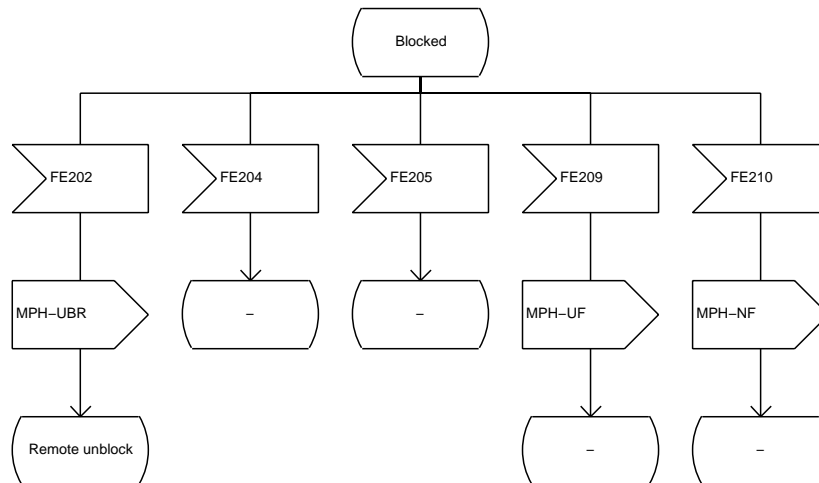 Blocked
FE202
FE204
FE205
FE209
FE210
MPH−UBR
−
−
MPH−UF
MPH−NF
Remote unblock
−
−